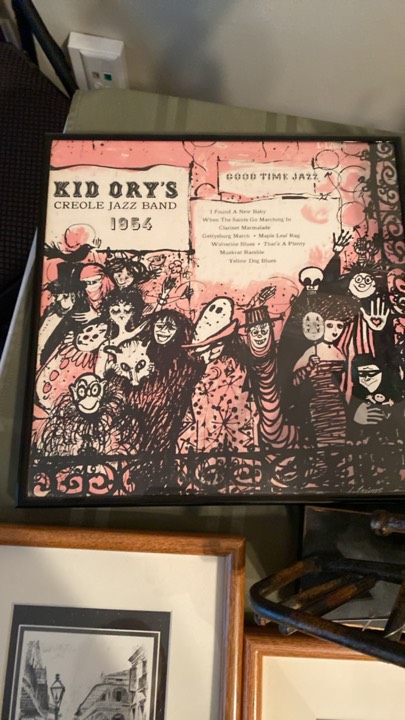 KID ORY'S
CREOLE JAZZ BAND
1954
GOOD TIME JAZZ
I Found A New Baby
When The Saints Go Marching In
Clarinet Marmalade
Gettysburg March • Maple Leaf Rag
Wolverine Blues • That's A Plenty
Muskrat Ramble
Yellow Dog Blues